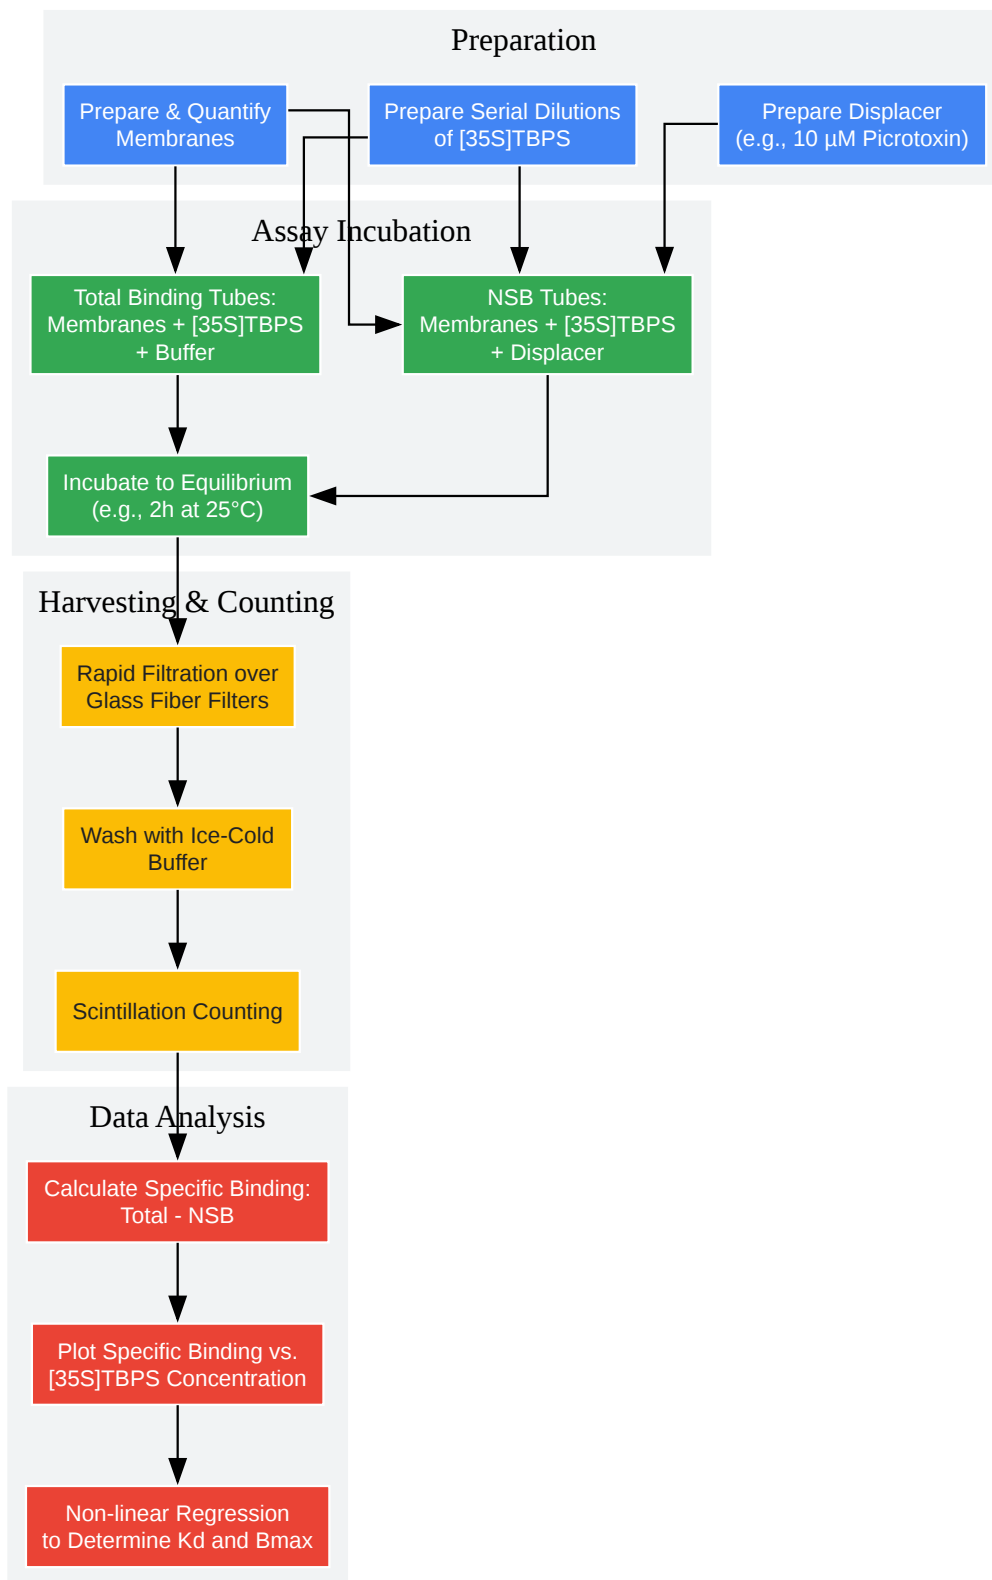 Preparation
Prepare & Quantify
Membranes
Prepare Serial Dilutions
of [35S]TBPS
Prepare Displacer
(e.g., 10 µM Picrotoxin)
Assay Incubation
Total Binding Tubes:
Membranes + [35S]TBPS
+ Buffer
NSB Tubes:
Membranes + [35S]TBPS
+ Displacer
Incubate to Equilibrium
(e.g., 2h at 25°C)
Harvesting & Counting
Rapid Filtration over
Glass Fiber Filters
Wash with Ice-Cold
Buffer
Scintillation Counting
Data Analysis
Calculate Specific Binding:
Total - NSB
Plot Specific Binding vs.
[35S]TBPS Concentration
Non-linear Regression
to Determine Kd and Bmax